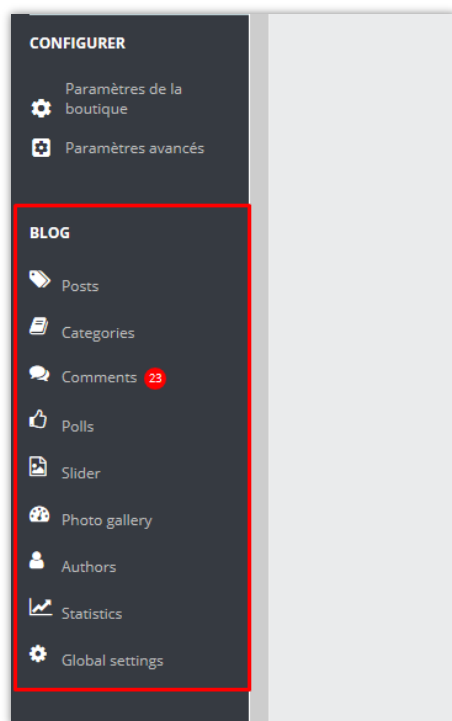 CONFIGURER
Paramètres de la
boutique
Paramètres avancés
BLOG
Posts
Categories
Comments 23
Polls
Slider
Photo gallery
Authors
Statistics
Global settings